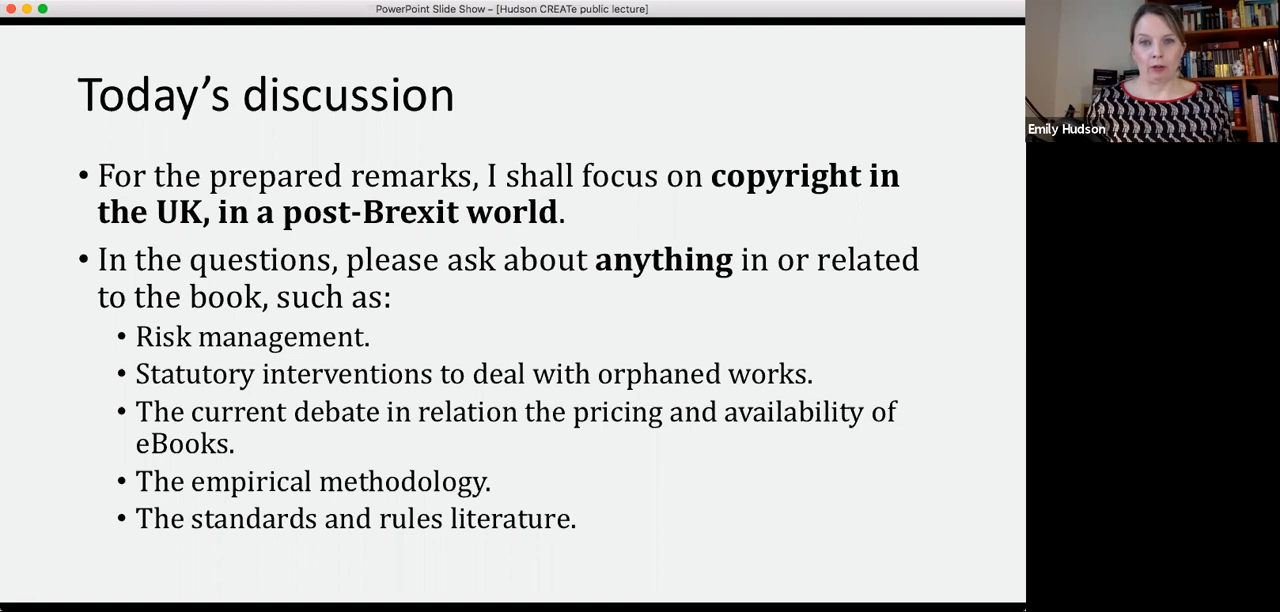 PowerPoint Slide Show – [Hudson CREATe public lecture]
Today’s discussion
• For the prepared remarks, I shall focus on copyright in
the UK, in a post-Brexit world.
• In the questions, please ask about anything in or related
to the book, such as:
• Risk management.
• Statutory interventions to deal with orphaned works.
• The current debate in relation the pricing and availability of
eBooks.
• The empirical methodology.
• The standards and rules literature.
Emily Hudson